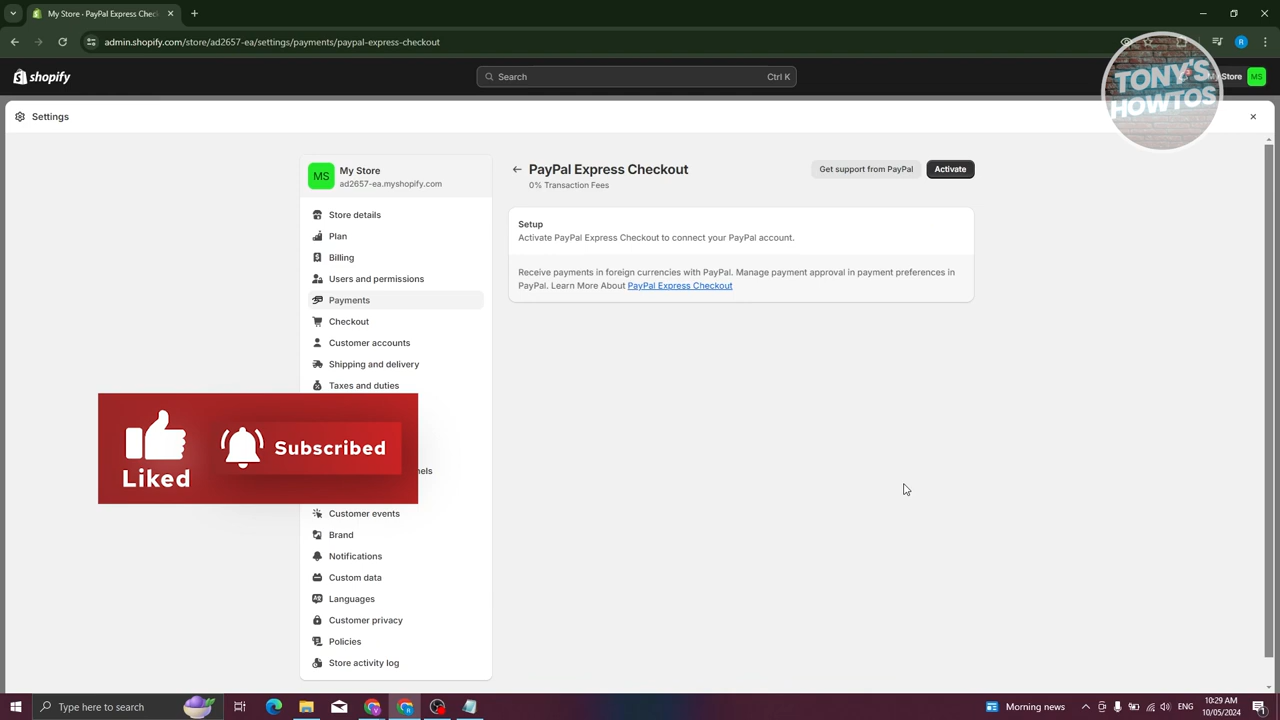 My Store · PayPal Express Check
admin.shopify.com/store/ad2657-ea/settings/payments/paypal-express-checkout
R
shopify
Search
Ctrl K
My Store
MS
TONY'S
HOWTOS
Settings
MS
My Store
ad2657-ea.myshopify.com
PayPal Express Checkout
0% Transaction Fees
Get support from PayPal
Activate
Store details
Plan
Billing
Users and permissions
Payments
Checkout
Customer accounts
Shipping and delivery
Taxes and duties
nels
Customer events
Brand
Notifications
Custom data
Languages
Customer privacy
Policies
Store activity log
Setup
Activate PayPal Express Checkout to connect your PayPal account.
Receive payments in foreign currencies with PayPal. Manage payment approval in payment preferences in
PayPal. Learn More About PayPal Express Checkout
Liked
Subscribed
Type here to search
Morning news
ENG
10:29 AM
10/05/2024